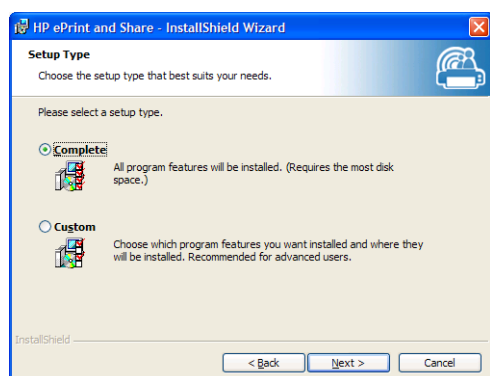 HP ePrint and Share - InstallShield Wizard
Setup Type
Choose the setup type that best suits your needs.
Please select a setup type.
Complete
All program features will be installed. (Requires the most disk
space.)
Custom
Choose which program features you want installed and where they
will be installed. Recommended for advanced users.
InstallShield
< Back
Next >
Cancel